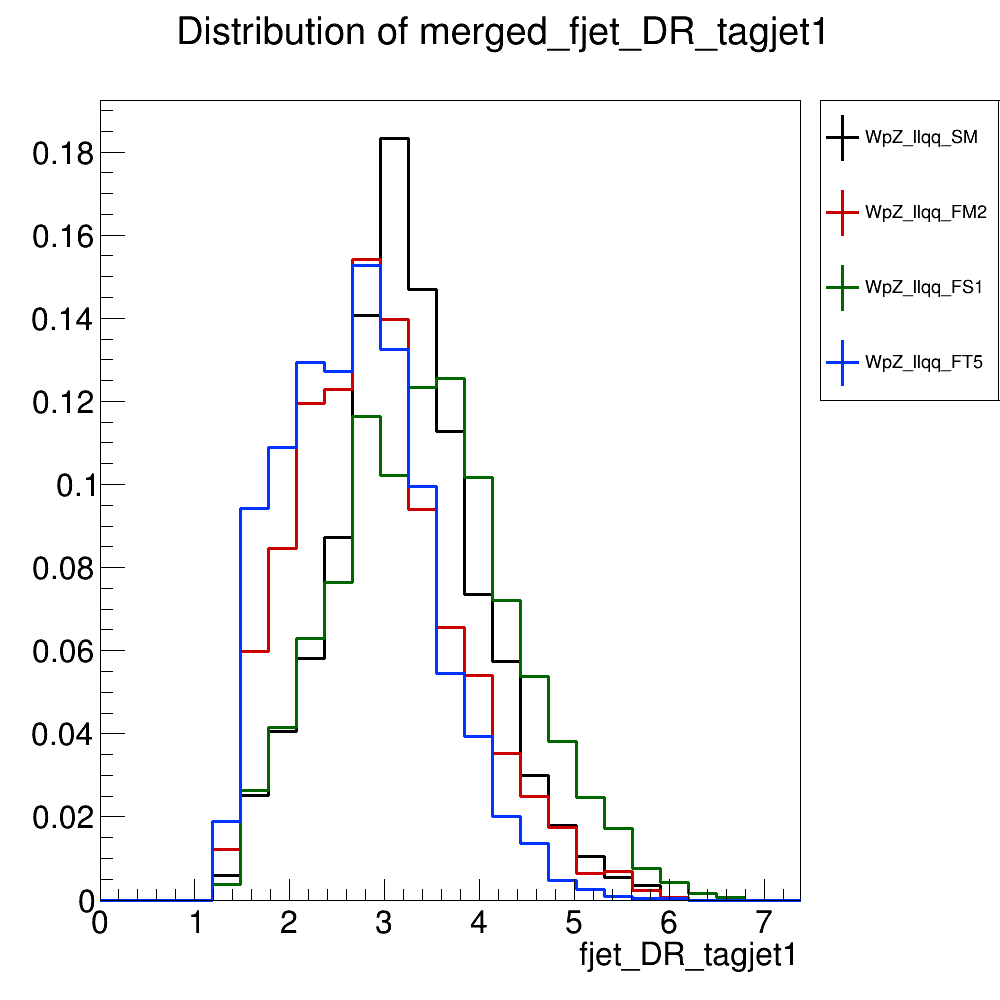 Distribution of merged_fjet_DR_tagjet1
0.18
0.16
0.14
0.12
0.1
0.08
0.06
0.04
0.02
0
0 1 2 3 4 5 6 7
fjet_DR_tagjet1
WpZ_llqq_SM
WpZ_llqq_FM2
WpZ_llqq_FS1
WpZ_llqq_FT5